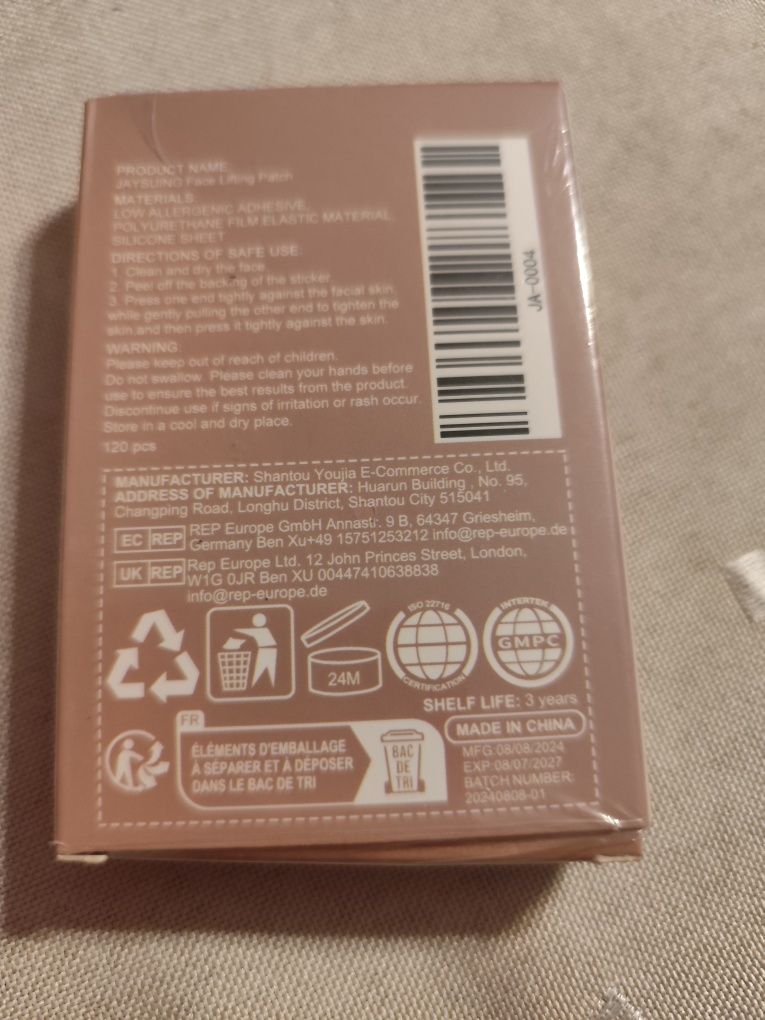 PRODUCT NAME:
JAYSUING Face Lifting Patch
MATERIALS:
LOW ALLERGENIC ADHESIVE,
POLYURETHANE FILM,ELASTIC MATERIAL,
SILICONE SHEET
DIRECTIONS OF SAFE USE:
1. Clean and dry the face.
2. Peel off the backing of the sticker.
3. Press one end tightly against the facial skin,
while gently pulling the other end to tighten the
skin,and then press it tightly against the skin.
WARNING:
Please keep out of reach of children.
Do not swallow. Please clean your hands before
use to ensure the best results from the product.
Discontinue use if signs of irritation or rash occur.
Store in a cool and dry place.
120 pcs
JA-0004
MANUFACTURER: Shantou Youjia E-Commerce Co., Ltd.
ADDRESS OF MANUFACTURER: Huarun Building , No. 95,
Changping Road, Longhu District, Shantou City 515041
EC REP REP Europe GmbH Annastr. 9 B, 64347 Griesheim,
Germany Ben Xu+49 15751253212 info@rep-europe.de
UK REP Rep Europe Ltd. 12 John Princes Street, London,
W1G 0JR Ben XU 00447410638838
info@rep-europe.de
24M
ISO 22716
CERTIFICATION
INTERTEK
GMPC
SHELF LIFE: 3 years
FR
ÉLÉMENTS D'EMBALLAGE
À SÉPARER ET À DÉPOSER
DANS LE BAC DE TRI
BAC
DE
TRI
MADE IN CHINA
MFG:08/08/2024
EXP:08/07/2027
BATCH NUMBER:
20240808-01